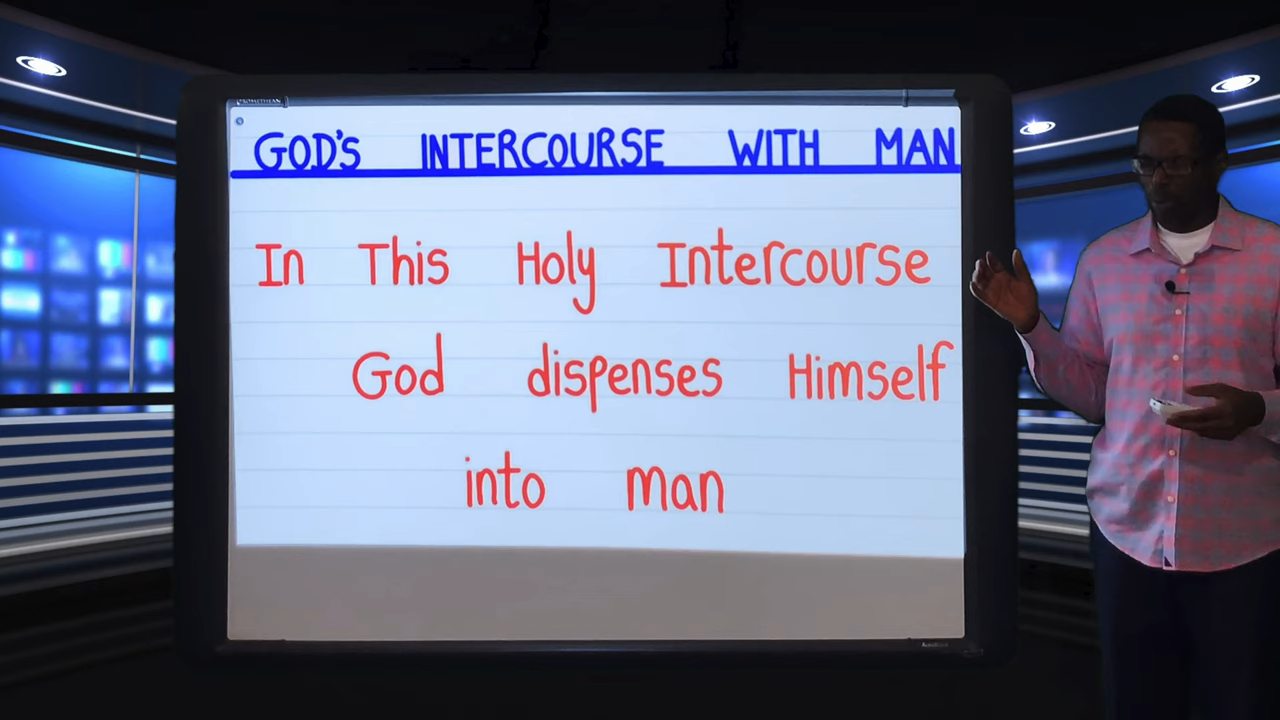 GOD'S INTERCOURSE WITH MAN
In This Holy Intercourse
God dispenses Himself
into man